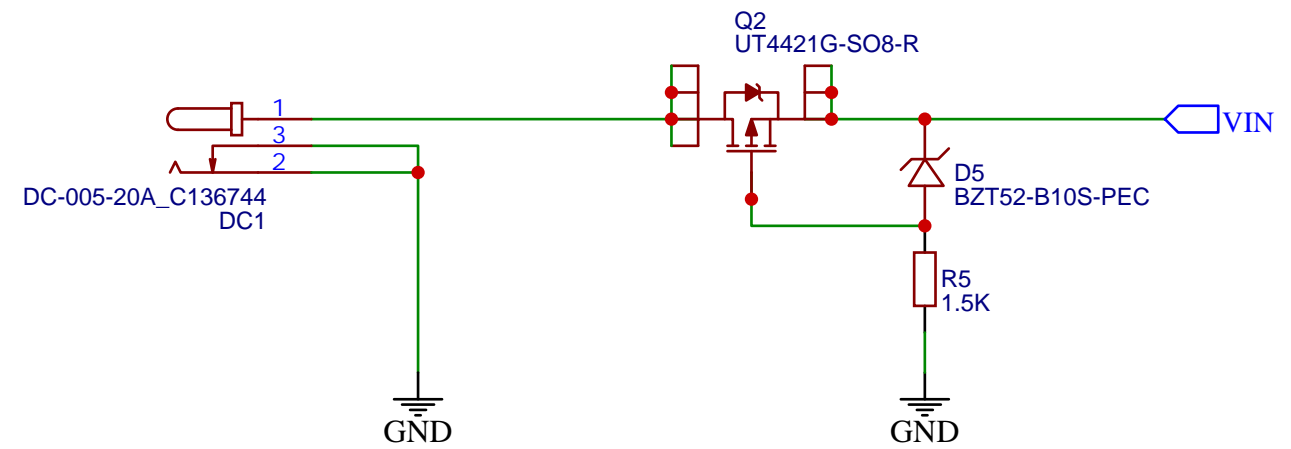 Q2
UT4421G-SO8-R
1
3
2
DC-005-20A_C136744
DC1
VIN
D5
BZT52-B10S-PEC
R5
1.5K
GND
GND